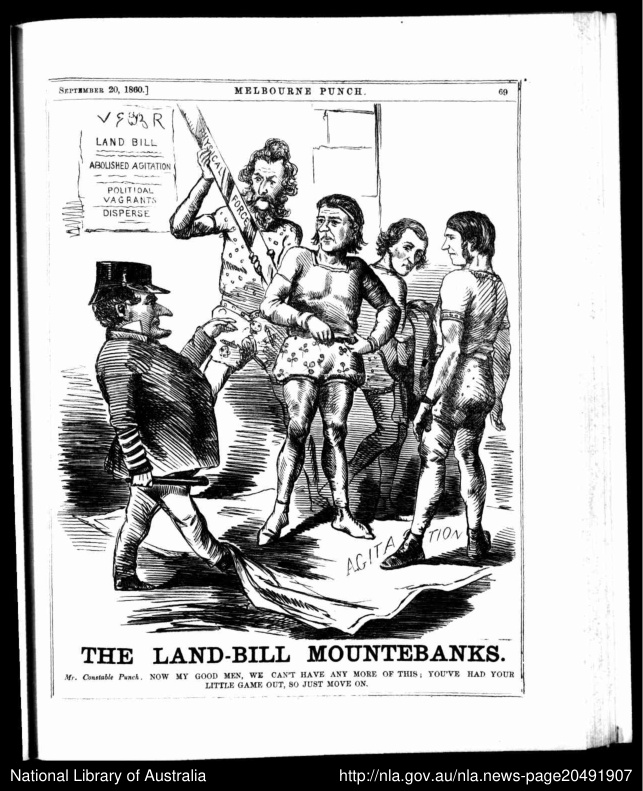 SEPTEMBER 20, 1860.]
MELBOURNE PUNCH.
69
V R
LAND BILL
ABOLISHED AGITATION
POLITICAL
VAGRANTS
DISPERSE
FORCE
AGITA TION
THE LAND-BILL MOUNTEBANKS.
Mr. Constable Punch. NOW MY GOOD MEN, WE CAN'T HAVE ANY MORE OF THIS; YOU'VE HAD YOUR
LITTLE GAME OUT, SO JUST MOVE ON.
National Library of Australia
http://nla.gov.au/nla.news-page20491907